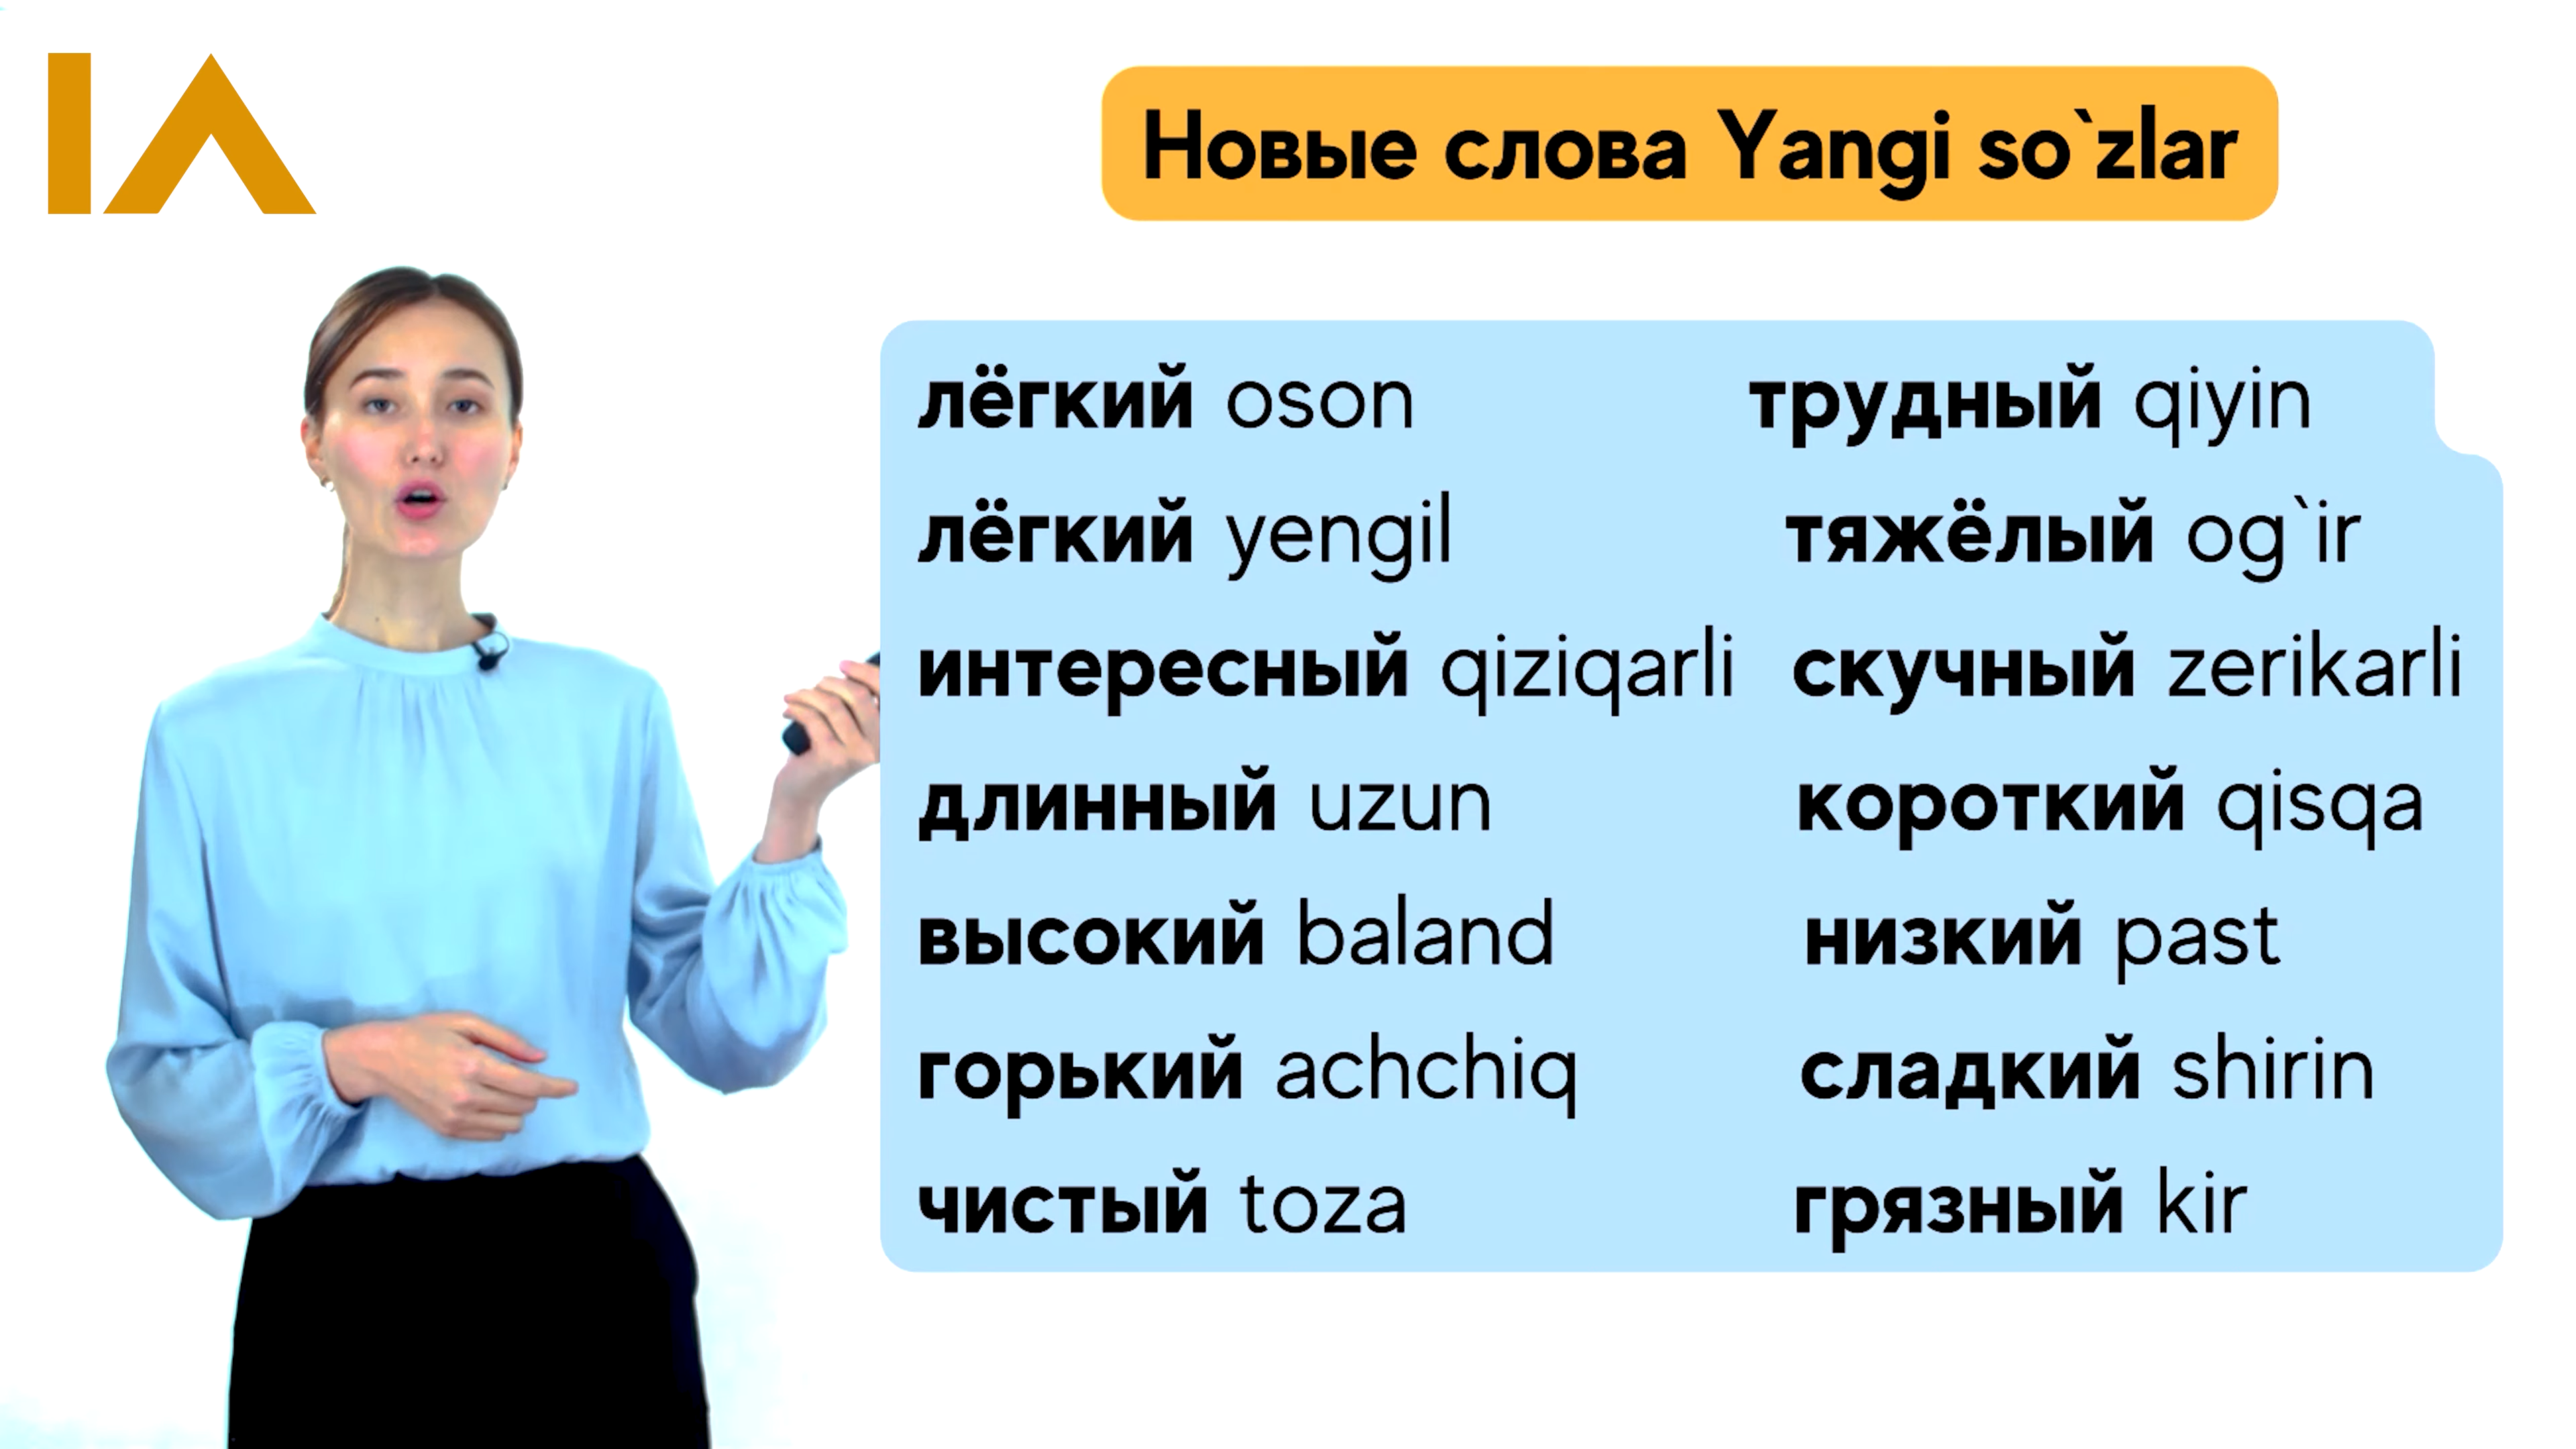 IA
Новые слова Yangi so`zlar
лёгкий oson трудный qiyin
лёгкий yengil тяжёлый og`ir
интересный qiziqarli скучный zerikarli
длинный uzun короткий qisqa
высокий baland низкий past
горький achchiq сладкий shirin
чистый toza грязный kir